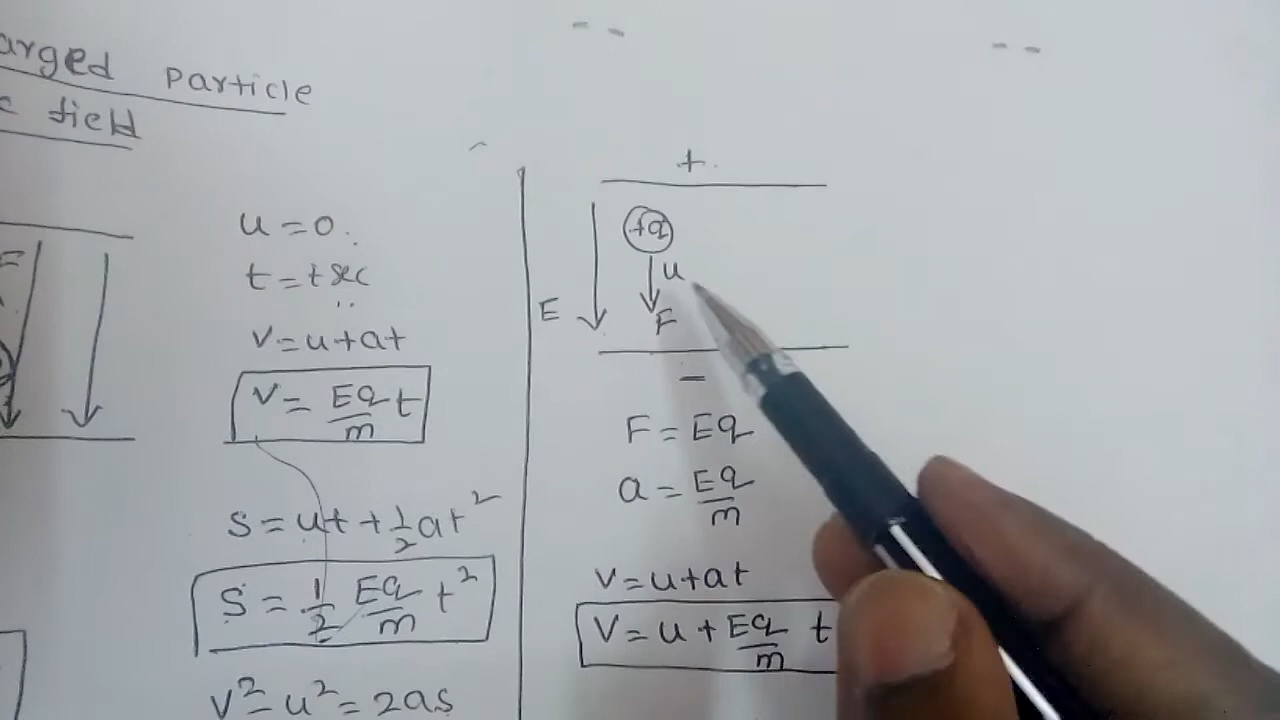 arged particle
c field
u = 0
t = t sec
v = u + at
v = Eq/m t
S = ut + 1/2 at²
S = 1/2 Eq/m t²
v² - u² = 2as
+
+q
u
E
F
-
F = Eq
a = Eq/m
v = u + at
v = u + Eq/m t